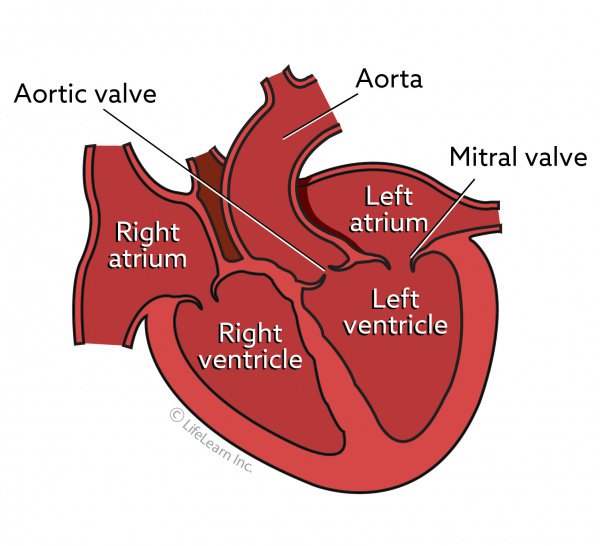 Aorta
Aortic valve
Mitral valve
Left
atrium
Right
atrium
Left
ventricle
Right
ventricle
© LifeLearn Inc.